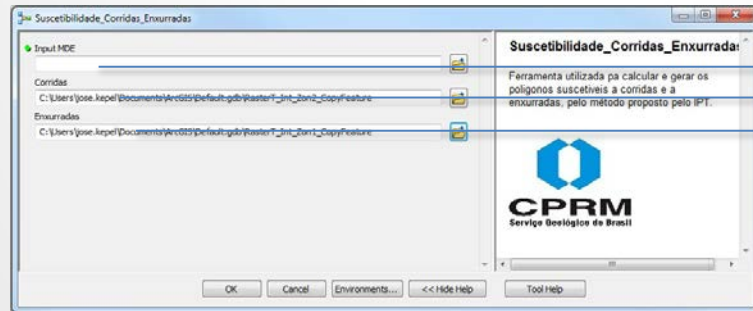 Suscetibilidade_Corridas_Enxurradas
Input MDE
Corridas
C:\Users\jose.kepel\Documents\ArcGIS\Default.gdb\RasterT_Int_Zon2_CopyFeature
Enxurradas
C:\Users\jose.kepel\Documents\ArcGIS\Default.gdb\RasterT_Int_Zon1_CopyFeature
OK
Cancel
Environments...
<< Hide Help
Suscetibilidade_Corridas_Enxurradas
Ferramenta utilizada pa calcular e gerar os
polígonos suscetíveis à corridas e a
enxurradas, pelo método proposto pelo IPT.
CPRM
Serviço Geológico do Brasil
Tool Help